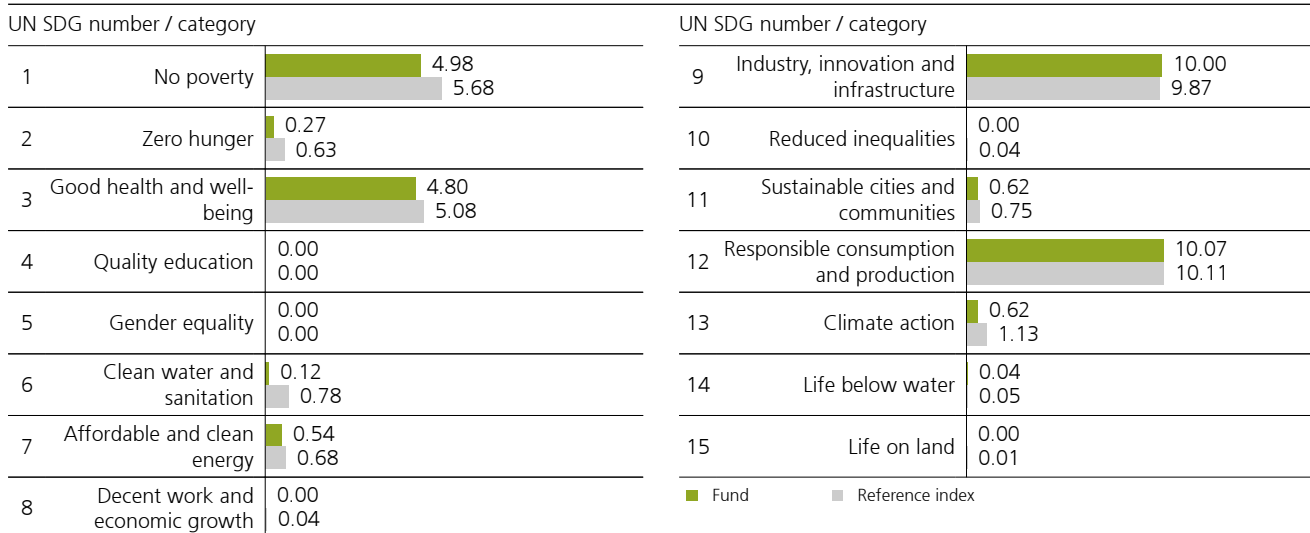 UN SDG number / category
1
No poverty
4.98
5.68
2
Zero hunger
0.27
0.63
3
Good health and well-
being
4.80
5.08
4
Quality education
0.00
0.00
5
Gender equality
0.00
0.00
6
Clean water and
sanitation
0.12
0.78
7
Affordable and clean
energy
0.54
0.68
8
Decent work and
economic growth
0.00
0.04
UN SDG number / category
9
Industry, innovation and
infrastructure
10.00
9.87
10
Reduced inequalities
0.00
0.04
11
Sustainable cities and
communities
0.62
0.75
12
Responsible consumption
and production
10.07
10.11
13
Climate action
0.62
1.13
14
Life below water
0.04
0.05
15
Life on land
0.00
0.01
Fund
Reference index